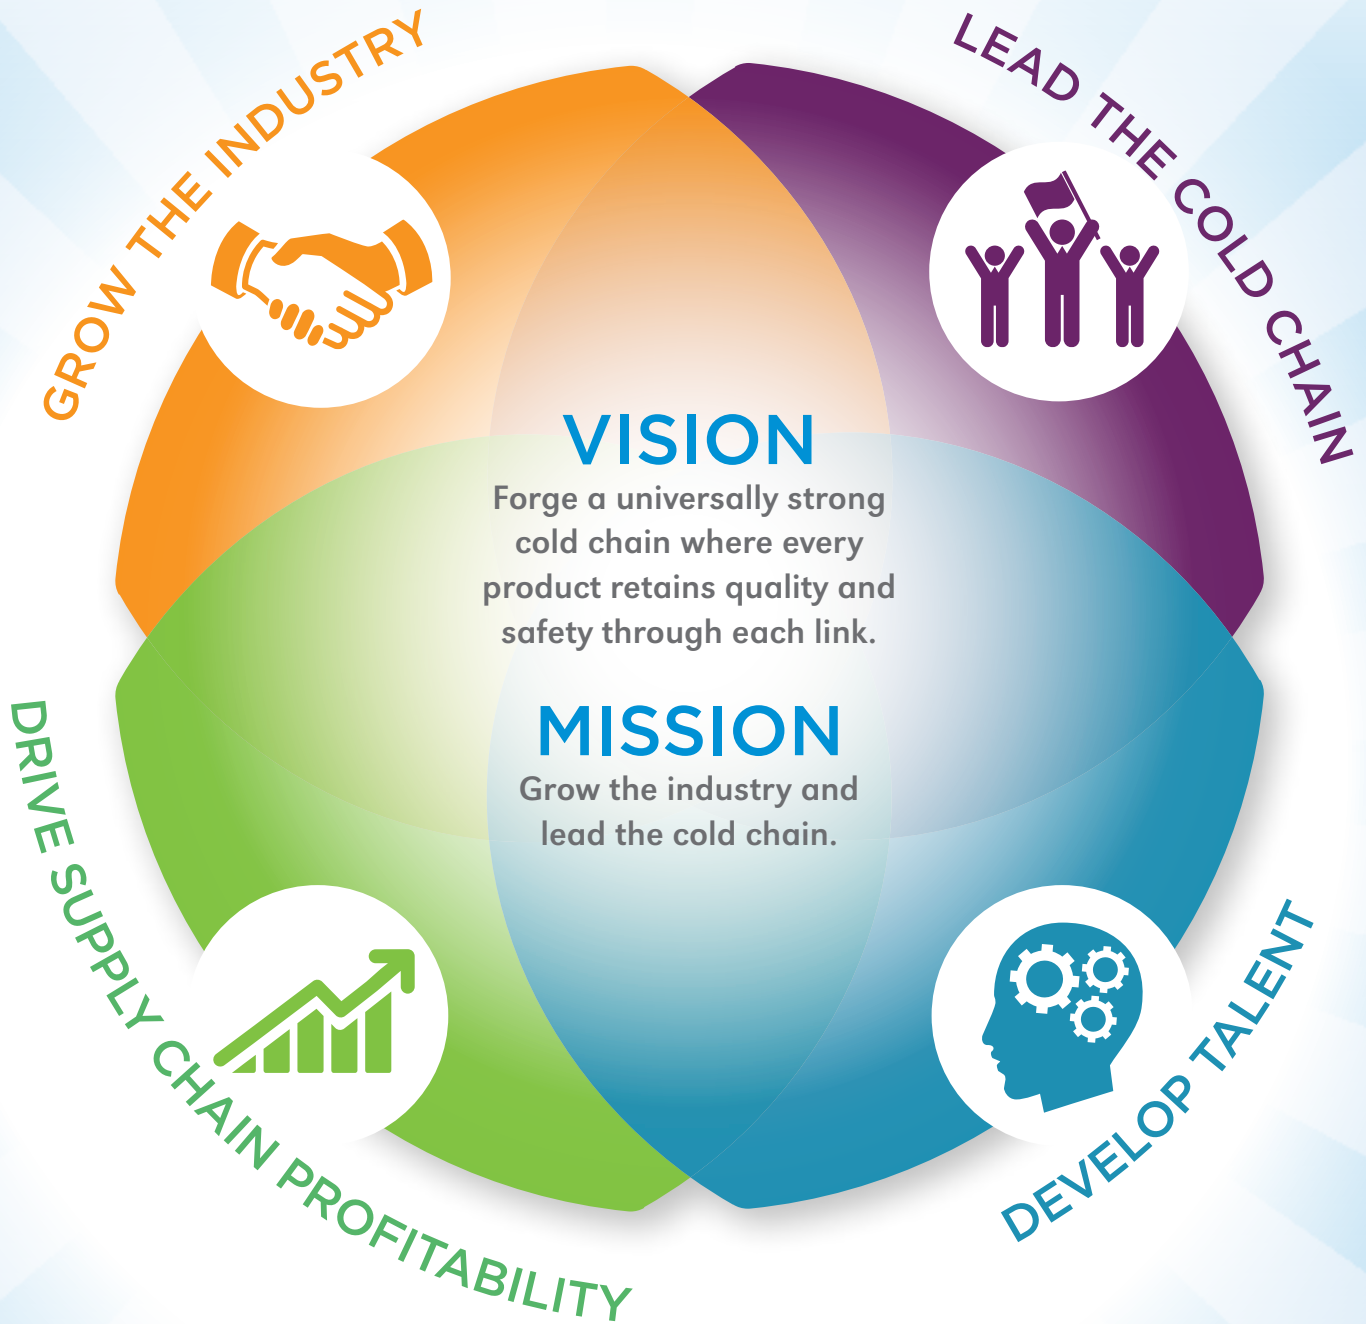 GROW THE INDUSTRY
LEAD THE COLD CHAIN
VISION
Forge a universally strong
cold chain where every
product retains quality and
safety through each link.
MISSION
Grow the industry and
lead the cold chain.
DRIVE SUPPLY CHAIN PROFITABILITY
DEVELOP TALENT